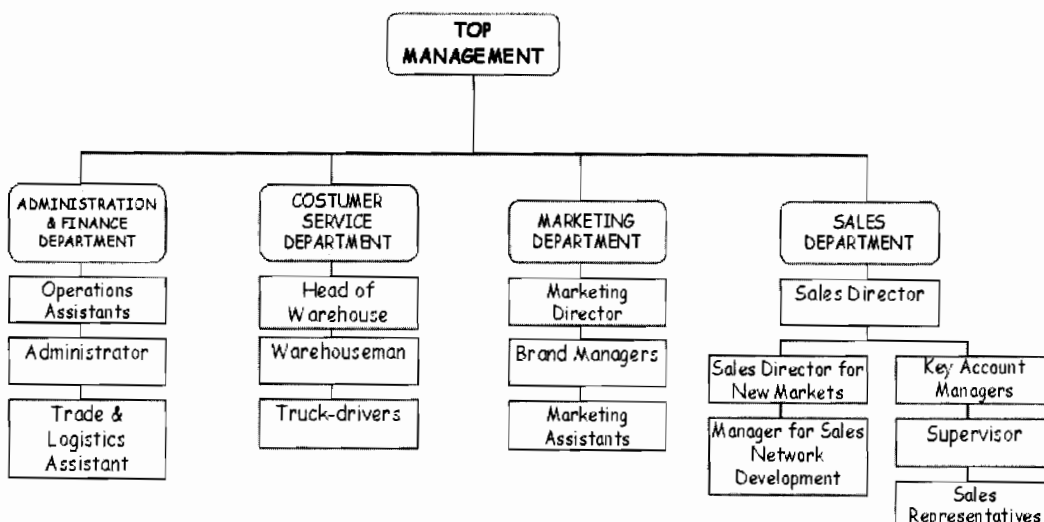 TOP
MANAGEMENT
ADMINISTRATION
& FINANCE
DEPARTMENT
Operations
Assistants
Administrator
Trade &
Logistics
Assistant
COSTUMER
SERVICE
DEPARTMENT
Head of
Warehouse
Warehouseman
Truck-drivers
MARKETING
DEPARTMENT
Marketing
Director
Brand Managers
Marketing
Assistants
SALES
DEPARTMENT
Sales Director
Sales Director for
New Markets
Manager for Sales
Network
Development
Key Account
Managers
Supervisor
Sales
Representatives